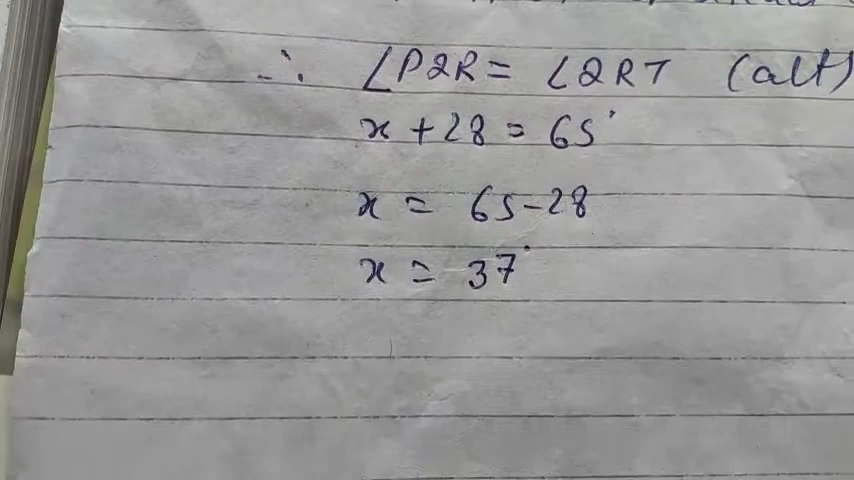 ∴ ∠PQR = ∠QRT (alt)
x + 28 = 65°
x = 65 - 28
x = 37°